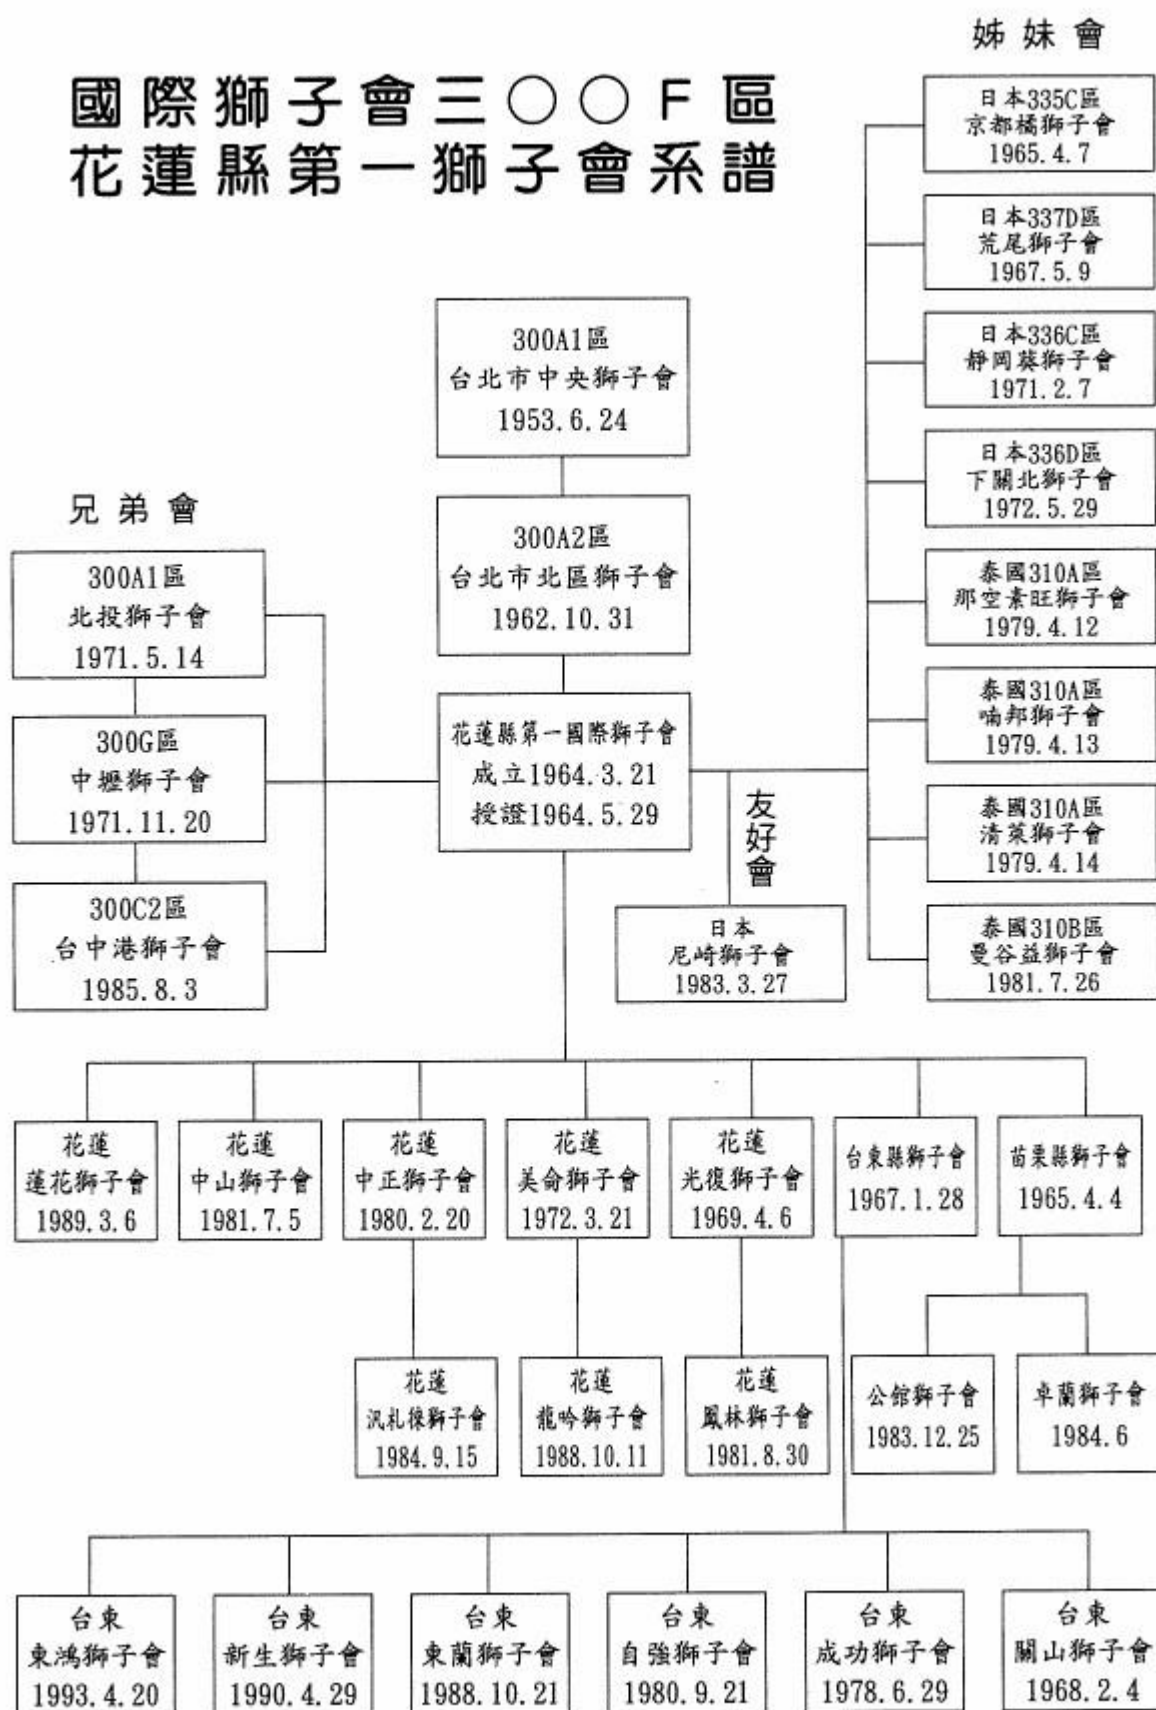 國際獅子會三〇〇F區
花蓮縣第一獅子會系譜
姊妹會
日本335C區
京都橘獅子會
1965.4.7
日本337D區
荒尾獅子會
1967.5.9
日本336C區
靜岡葵獅子會
1971.2.7
日本336D區
下關北獅子會
1972.5.29
泰國310A區
那空素旺獅子會
1979.4.12
泰國310A區
喃邦獅子會
1979.4.13
泰國310A區
清萊獅子會
1979.4.14
泰國310B區
曼谷益獅子會
1981.7.26
300A1區
台北市中央獅子會
1953.6.24
300A2區
台北市北區獅子會
1962.10.31
花蓮縣第一國際獅子會
成立1964.3.21
授證1964.5.29
兄弟會
300A1區
北投獅子會
1971.5.14
300G區
中壢獅子會
1971.11.20
300C2區
台中港獅子會
1985.8.3
友好會
日本
尼崎獅子會
1983.3.27
花蓮
蓮花獅子會
1989.3.6
花蓮
中山獅子會
1981.7.5
花蓮
中正獅子會
1980.2.20
花蓮
美侖獅子會
1972.3.21
花蓮
光復獅子會
1969.4.6
台東縣獅子會
1967.1.28
苗栗縣獅子會
1965.4.4
花蓮
汎札萊獅子會
1984.9.15
花蓮
龍吟獅子會
1988.10.11
花蓮
鳳林獅子會
1981.8.30
公館獅子會
1983.12.25
卓蘭獅子會
1984.6
台東
東鴻獅子會
1993.4.20
台東
新生獅子會
1990.4.29
台東
東蘭獅子會
1988.10.21
台東
自強獅子會
1980.9.21
台東
成功獅子會
1978.6.29
台東
關山獅子會
1968.2.4